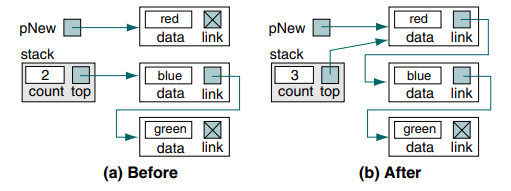 red
pNew
data link
stack
2
blue
count top
data link
green
data link
(a) Before
red
pNew
data link
stack
3
blue
count top
data link
green
data link
(b) After